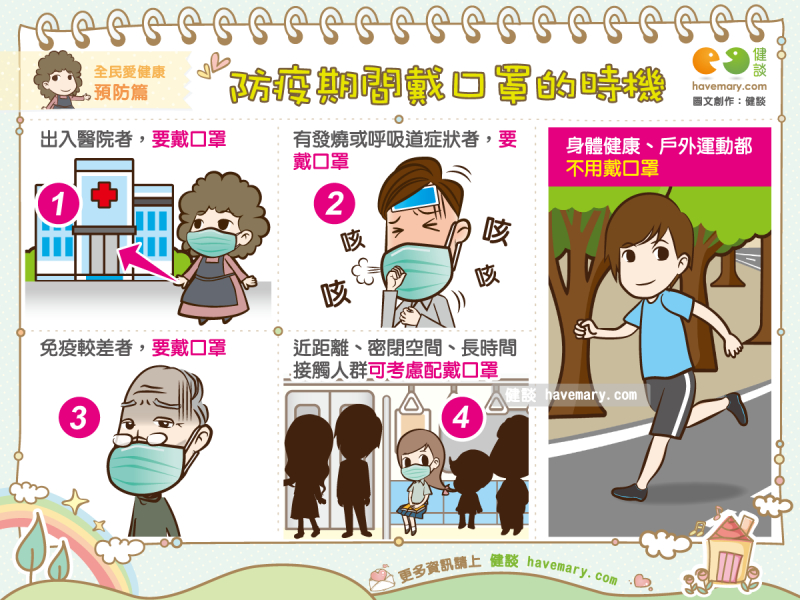 全民愛健康
預防篇
防疫期間戴口罩的時機
健談
havemary.com
圖文創作：健談
出入醫院者，要戴口罩
1
有發燒或呼吸道症狀者，要
戴口罩
2
咳
咳
咳
咳
身體健康、戶外運動都
不用戴口罩
免疫較差者，要戴口罩
3
近距離、密閉空間、長時間
接觸人群可考慮配戴口罩
健談 havemary.com
4
更多資訊請上 健談 havemary.com